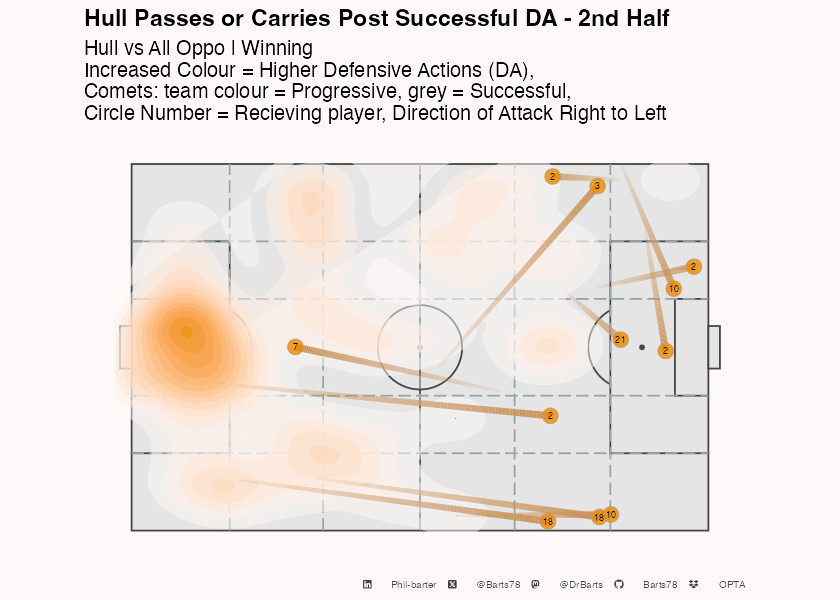 Hull Passes or Carries Post Successful DA - 2nd Half
Hull vs All Oppo | Winning
Increased Colour = Higher Defensive Actions (DA),
Comets: team colour = Progressive, grey = Successful,
Circle Number = Recieving player, Direction of Attack Right to Left
2
3
2
10
21
2
7
2
18
18
10
Phil-barter @Barts78 @DrBarts Barts78 OPTA